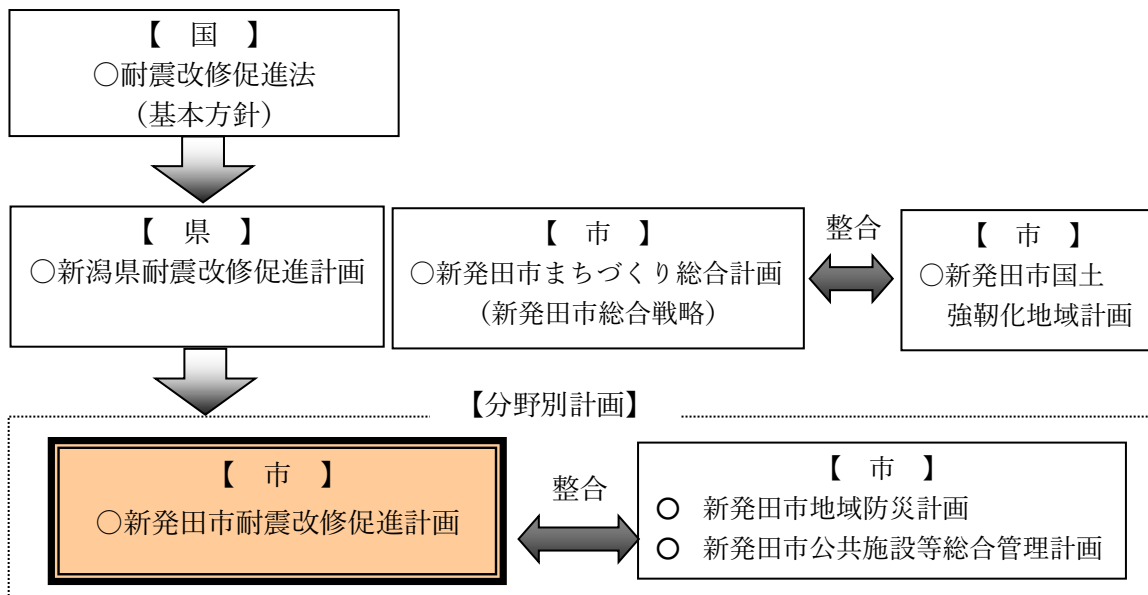 【　国　】
○耐震改修促進法
（基本方針）
【　県　】
○新潟県耐震改修促進計画
【　市　】
○新発田市まちづくり総合計画
（新発田市総合戦略）
整合
【　市　】
○新発田市国土
強靭化地域計画
【分野別計画】
【　市　】
○新発田市耐震改修促進計画
整合
【　市　】
○　新発田市地域防災計画
○　新発田市公共施設等総合管理計画